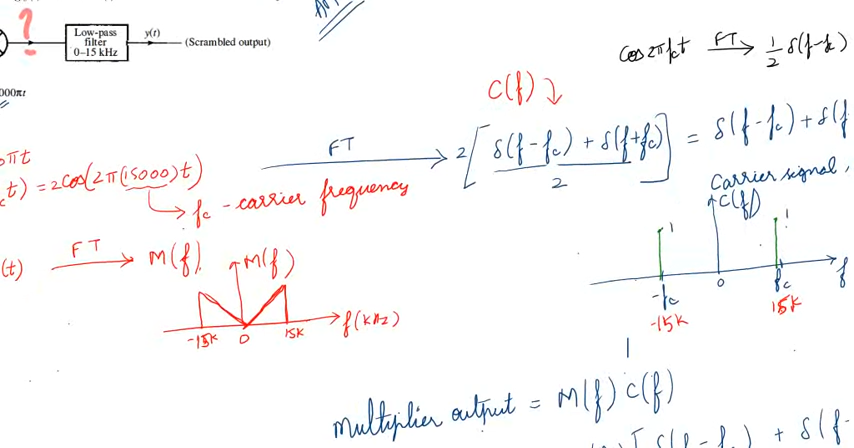 ?
Low-pass
filter
0–15 kHz
y(t)
(Scrambled output)
cos 2πfct FT → 1/2 δ(f-fc)
000πt
C(f)
πt
ct) = 2cos(2π(15000)t)
FT
2[ δ(f-fc) + δ(f+fc) / 2 ] = δ(f-fc) + δ(f
fc - carrier frequency
Carrier signal,
C(f)
(t) FT → M(f)
M(f)
1 1
-15K 0 15K f(kHz)
-fc 0 fc f
-15K 15K
Multiplier output = M(f) C(f)
δ(f-fc) + δ(f-